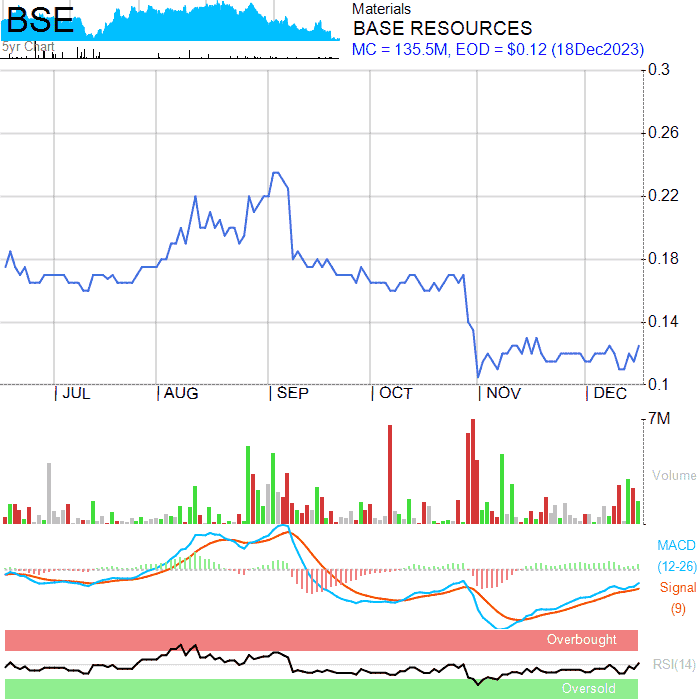 BSE
5yr Chart
Materials
BASE RESOURCES
MC = 135.5M, EOD = $0.12 (18Dec2023)
0.3
0.26
0.22
0.18
0.14
0.1
JUL
AUG
SEP
OCT
NOV
DEC
7M
Volume
MACD
(12-26)
Signal
(9)
Overbought
RSI(14)
Oversold